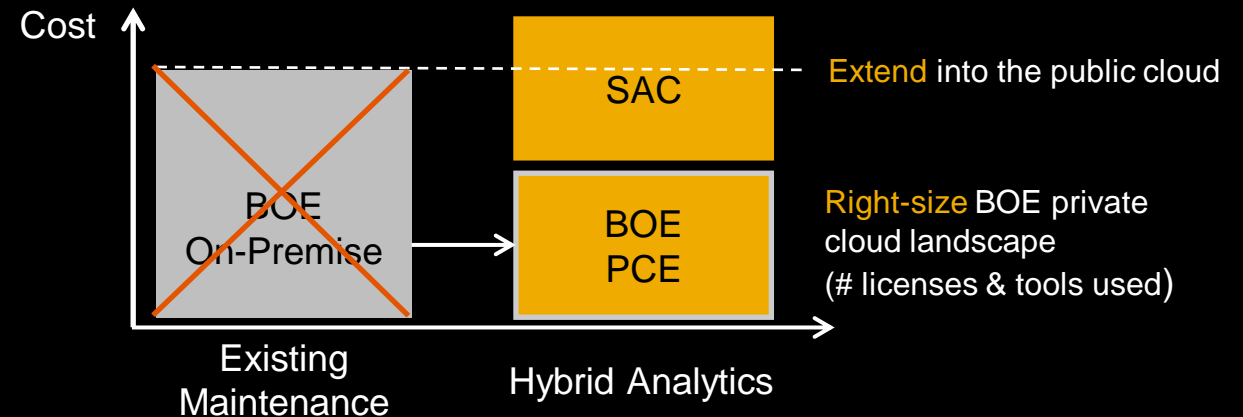 Cost
SAC
Extend into the public cloud
BOE
On-Premise
BOE
PCE
Right-size BOE private
cloud landscape
(# licenses & tools used)
Existing
Maintenance
Hybrid Analytics